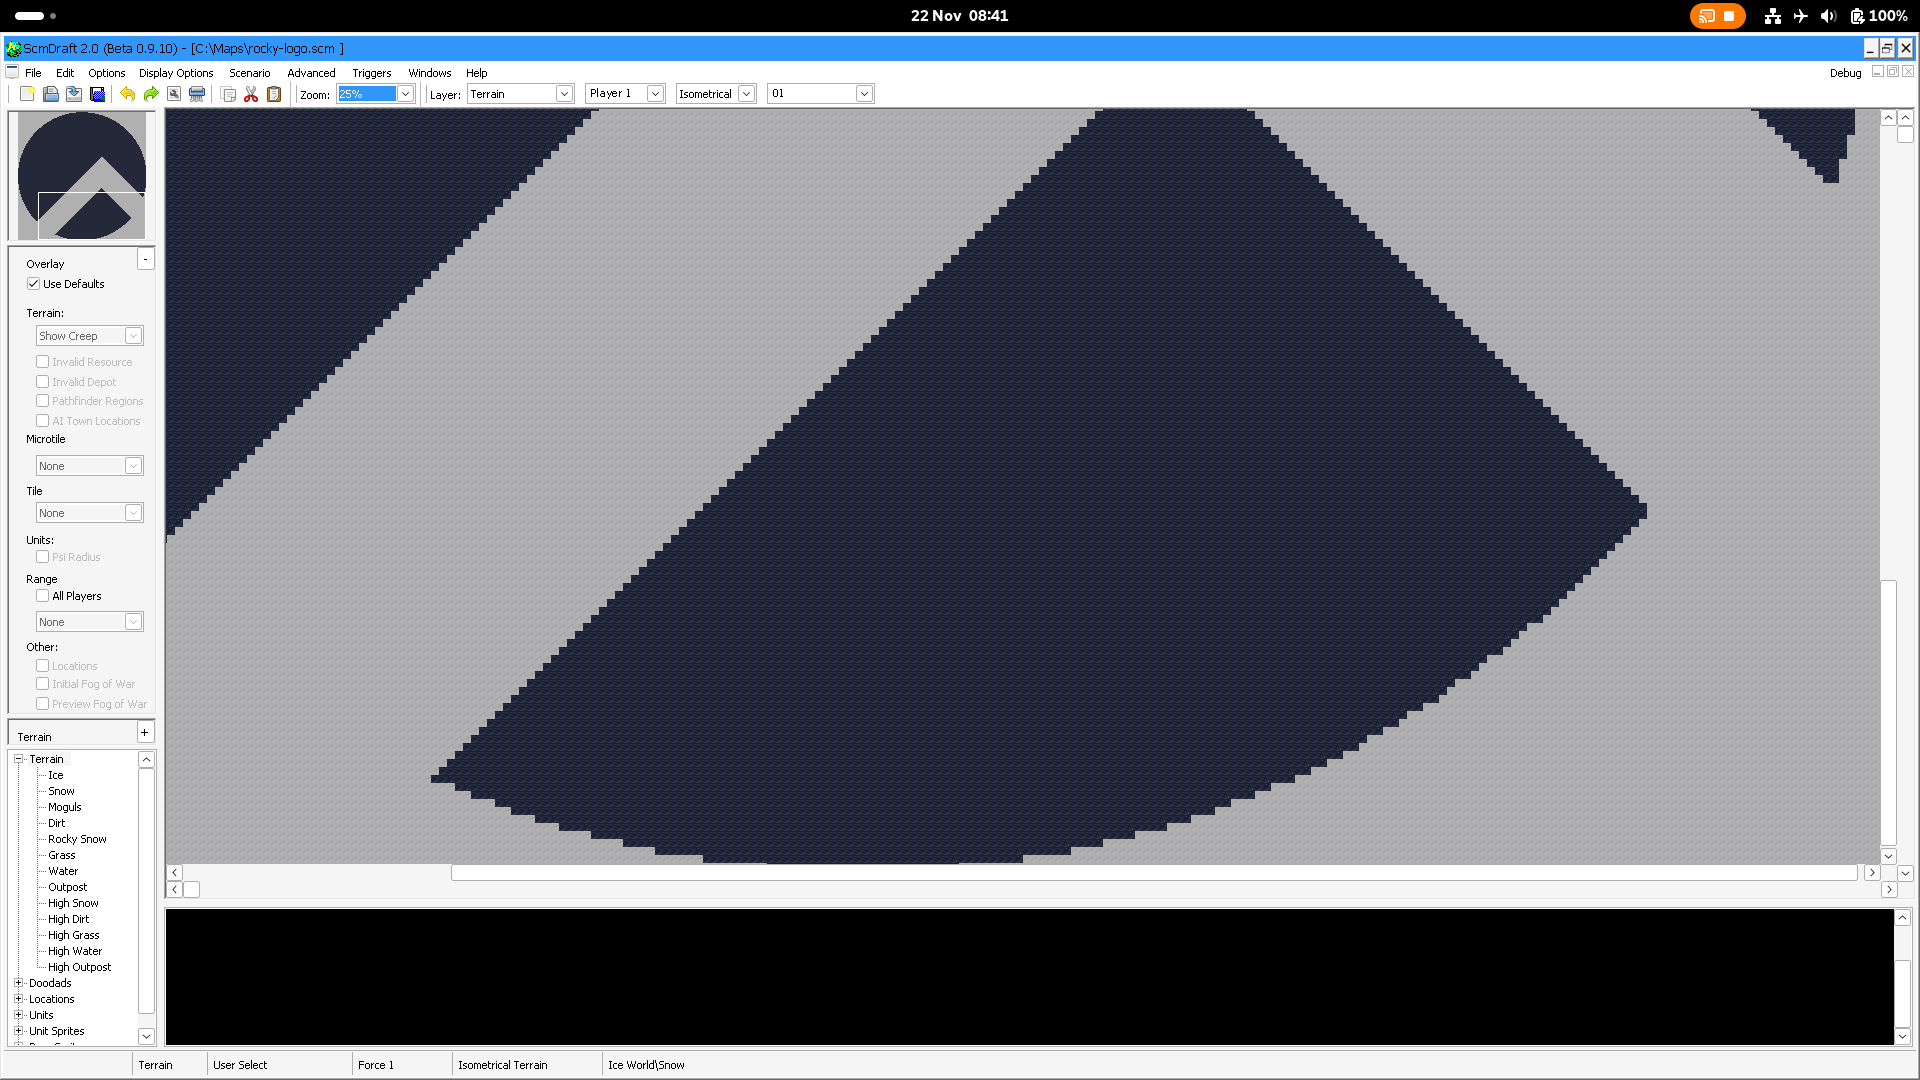 22 Nov 08:41
100%
ScmDraft 2.0 (Beta 0.9.10) - [C:\Maps\rocky-logo.scm ]
File Edit Options Display Options Scenario Advanced Triggers Windows Help Debug
Zoom: 25% Layer: Terrain Player 1 Isometrical 01
Overlay -
Use Defaults
Terrain:
Show Creep
Invalid Resource
Invalid Depot
Pathfinder Regions
AI Town Locations
Microtile
None
Tile
None
Units:
Psi Radius
Range
All Players
None
Other:
Locations
Initial Fog of War
Preview Fog of War
Terrain +
Terrain
Ice
Snow
Moguls
Dirt
Rocky Snow
Grass
Water
Outpost
High Snow
High Dirt
High Grass
High Water
High Outpost
Doodads
Locations
Units
Unit Sprites
Terrain User Select Force 1 Isometrical Terrain Ice World\Snow